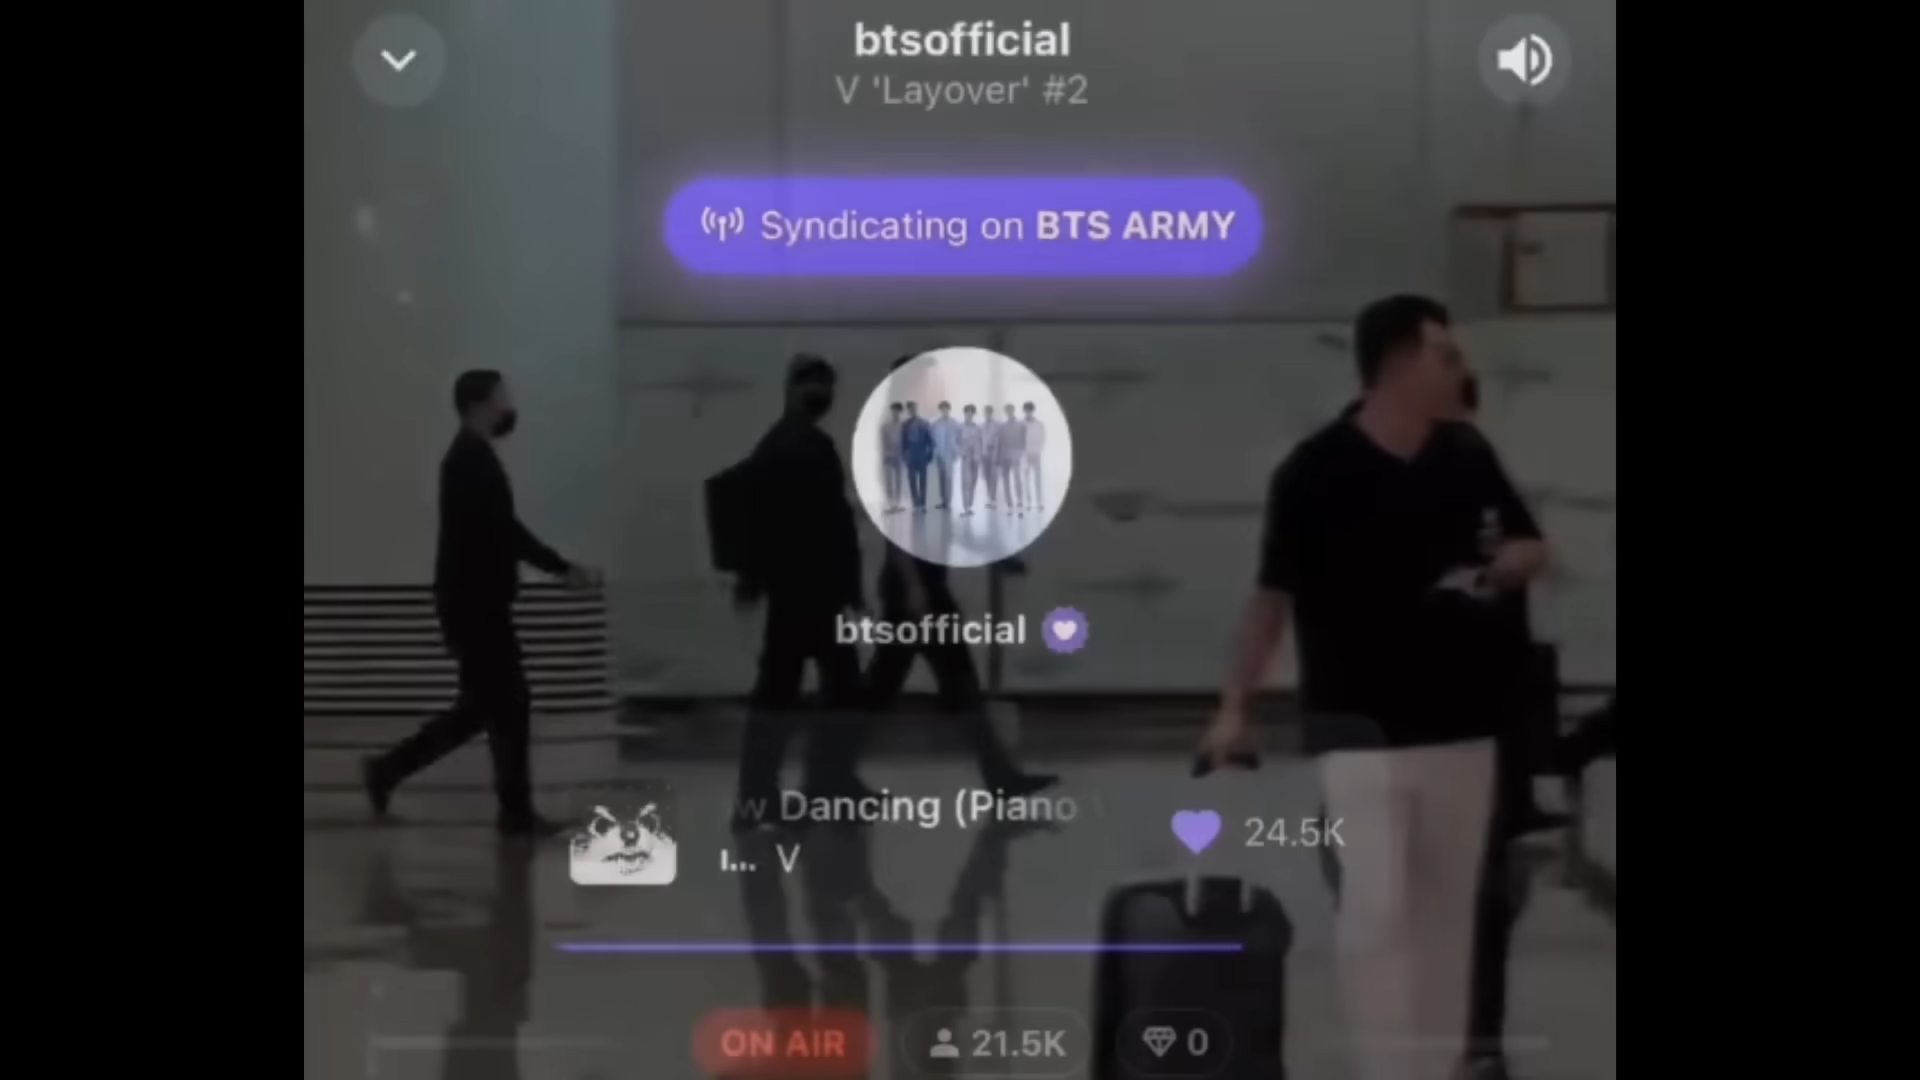 btsofficial
V 'Layover' #2
Syndicating on BTS ARMY
btsofficial
Dancing (Piano
V
24.5K
ON AIR
21.5K
0